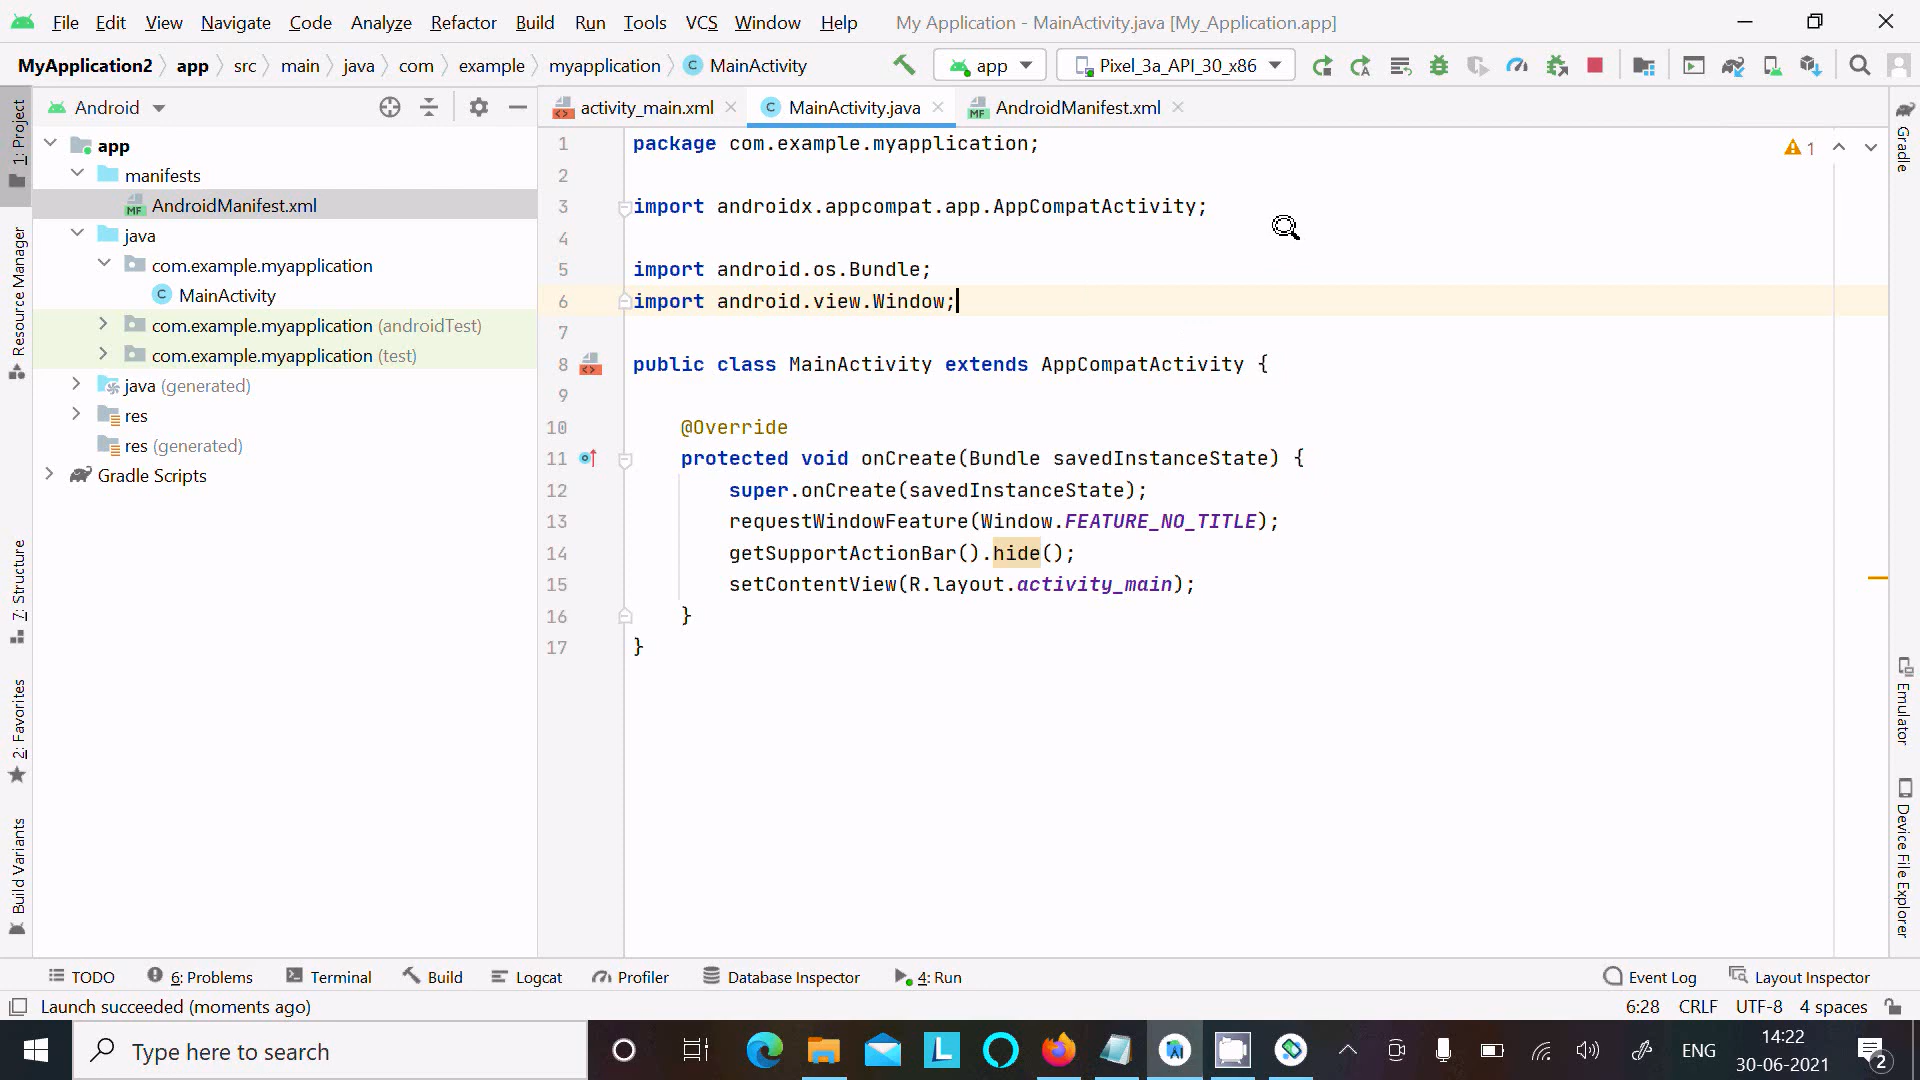 File Edit View Navigate Code Analyze Refactor Build Run Tools VCS Window Help My Application - MainActivity.java [My_Application.app]
MyApplication2 app src main java com example myapplication MainActivity app Pixel_3a_API_30_x86
Android
activity_main.xml MainActivity.java AndroidManifest.xml
app
manifests
AndroidManifest.xml
java
com.example.myapplication
MainActivity
com.example.myapplication (androidTest)
com.example.myapplication (test)
java (generated)
res
res (generated)
Gradle Scripts
1: Project
Resource Manager
7: Structure
2: Favorites
Build Variants
1 package com.example.myapplication;
2
3 import androidx.appcompat.app.AppCompatActivity;
4
5 import android.os.Bundle;
6 import android.view.Window;
7
8 public class MainActivity extends AppCompatActivity {
9
10 @Override
11 protected void onCreate(Bundle savedInstanceState) {
12 super.onCreate(savedInstanceState);
13 requestWindowFeature(Window.FEATURE_NO_TITLE);
14 getSupportActionBar().hide();
15 setContentView(R.layout.activity_main);
16 }
17 }
1
Gradle
Emulator
Device File Explorer
TODO 6: Problems Terminal Build Logcat Profiler Database Inspector 4: Run Event Log Layout Inspector
Launch succeeded (moments ago) 6:28 CRLF UTF-8 4 spaces
Type here to search
ENG
14:22
30-06-2021
2